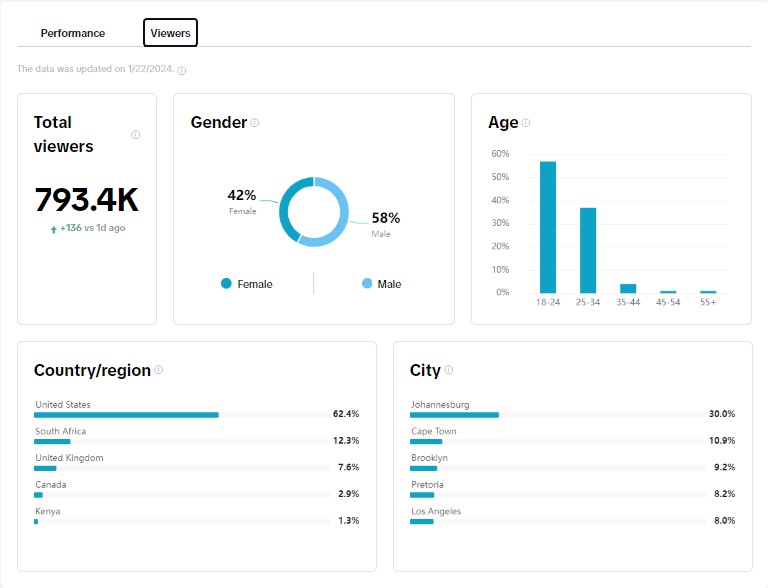 Performance
Viewers
The data was updated on 1/22/2024.
Total
viewers
793.4K
+136 vs 1d ago
Gender
42%
Female
58%
Male
Female
Male
Age
60%
50%
40%
30%
20%
10%
0%
18-24 25-34 35-44 45-54 55+
Country/region
United States
62.4%
South Africa
12.3%
United Kingdom
7.6%
Canada
2.9%
Kenya
1.3%
City
Johannesburg
30.0%
Cape Town
10.9%
Brooklyn
9.2%
Pretoria
8.2%
Los Angeles
8.0%